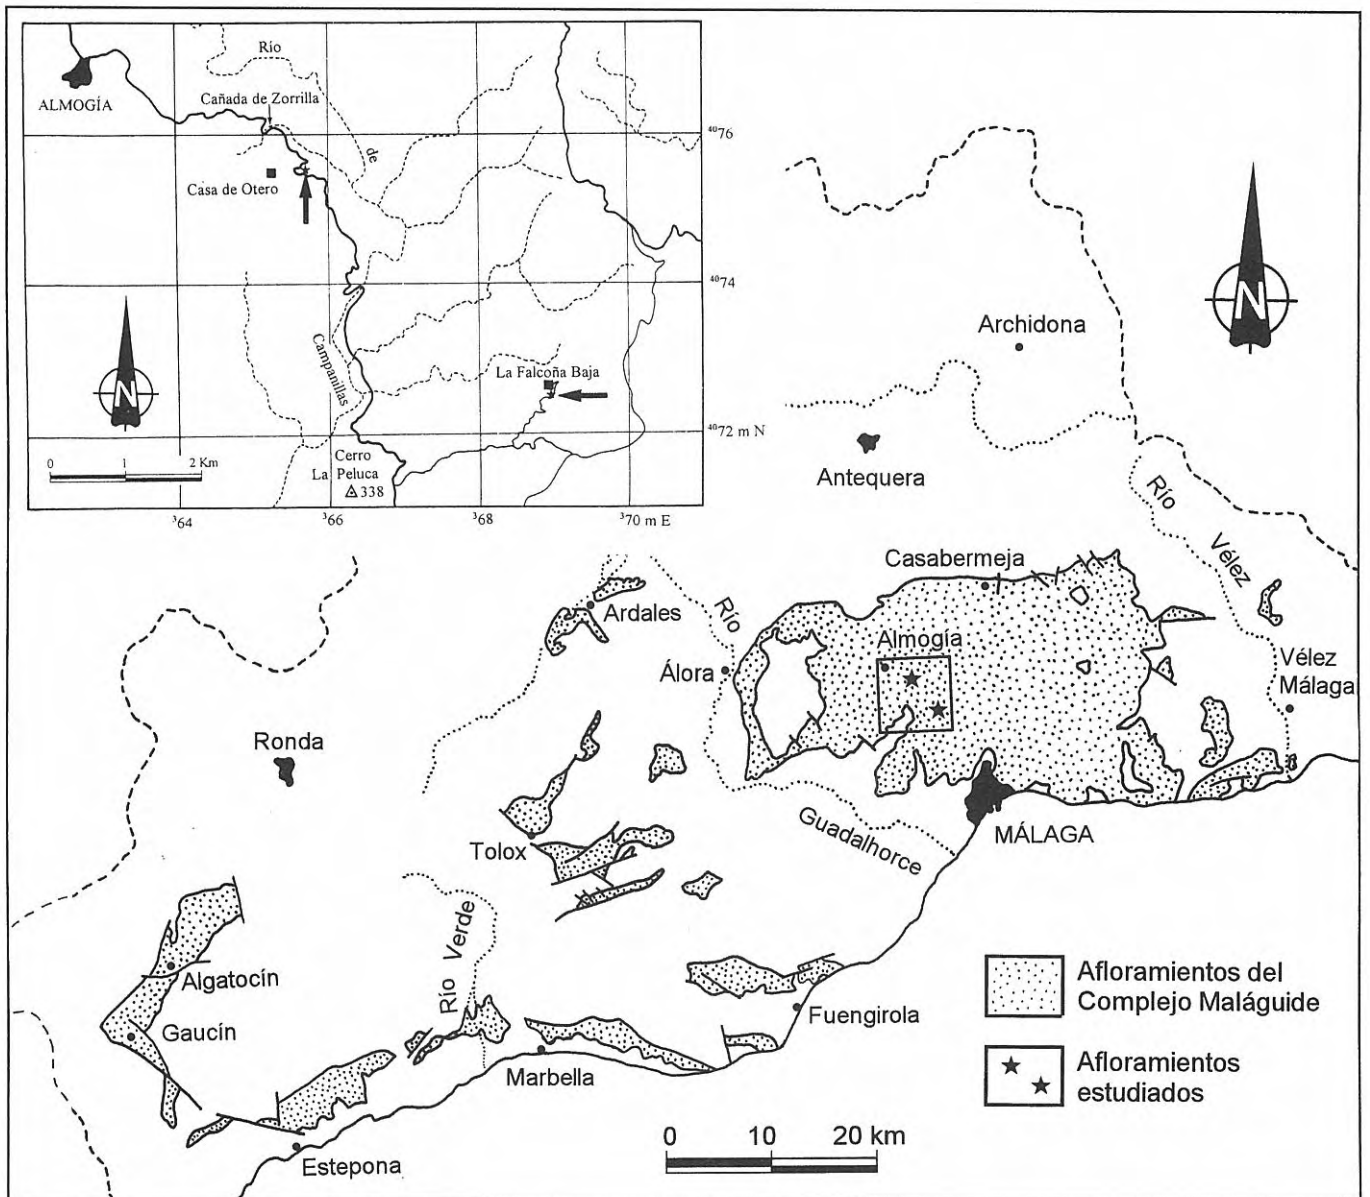 Río
ALMOGÍA
Cañada de Zorrilla
de
Casa de Otero
⁴⁰76
⁴⁰74
Campanillas
La Falcoña Baja
N
⁴⁰72 m N
0 1 2 Km
Cerro
La Peluca
338
³64
³66
³68
³70 m E
N
Archidona
Antequera
Río
Vélez
Casabermeja
Ardales
Río
Almogía
Álora
Vélez
Málaga
Ronda
Tolox
Guadalhorce
MÁLAGA
Río Verde
Algatocín
Gaucín
Fuengirola
Marbella
Estepona
Afloramientos del
Complejo Maláguide
Afloramientos
estudiados
0 10 20 km